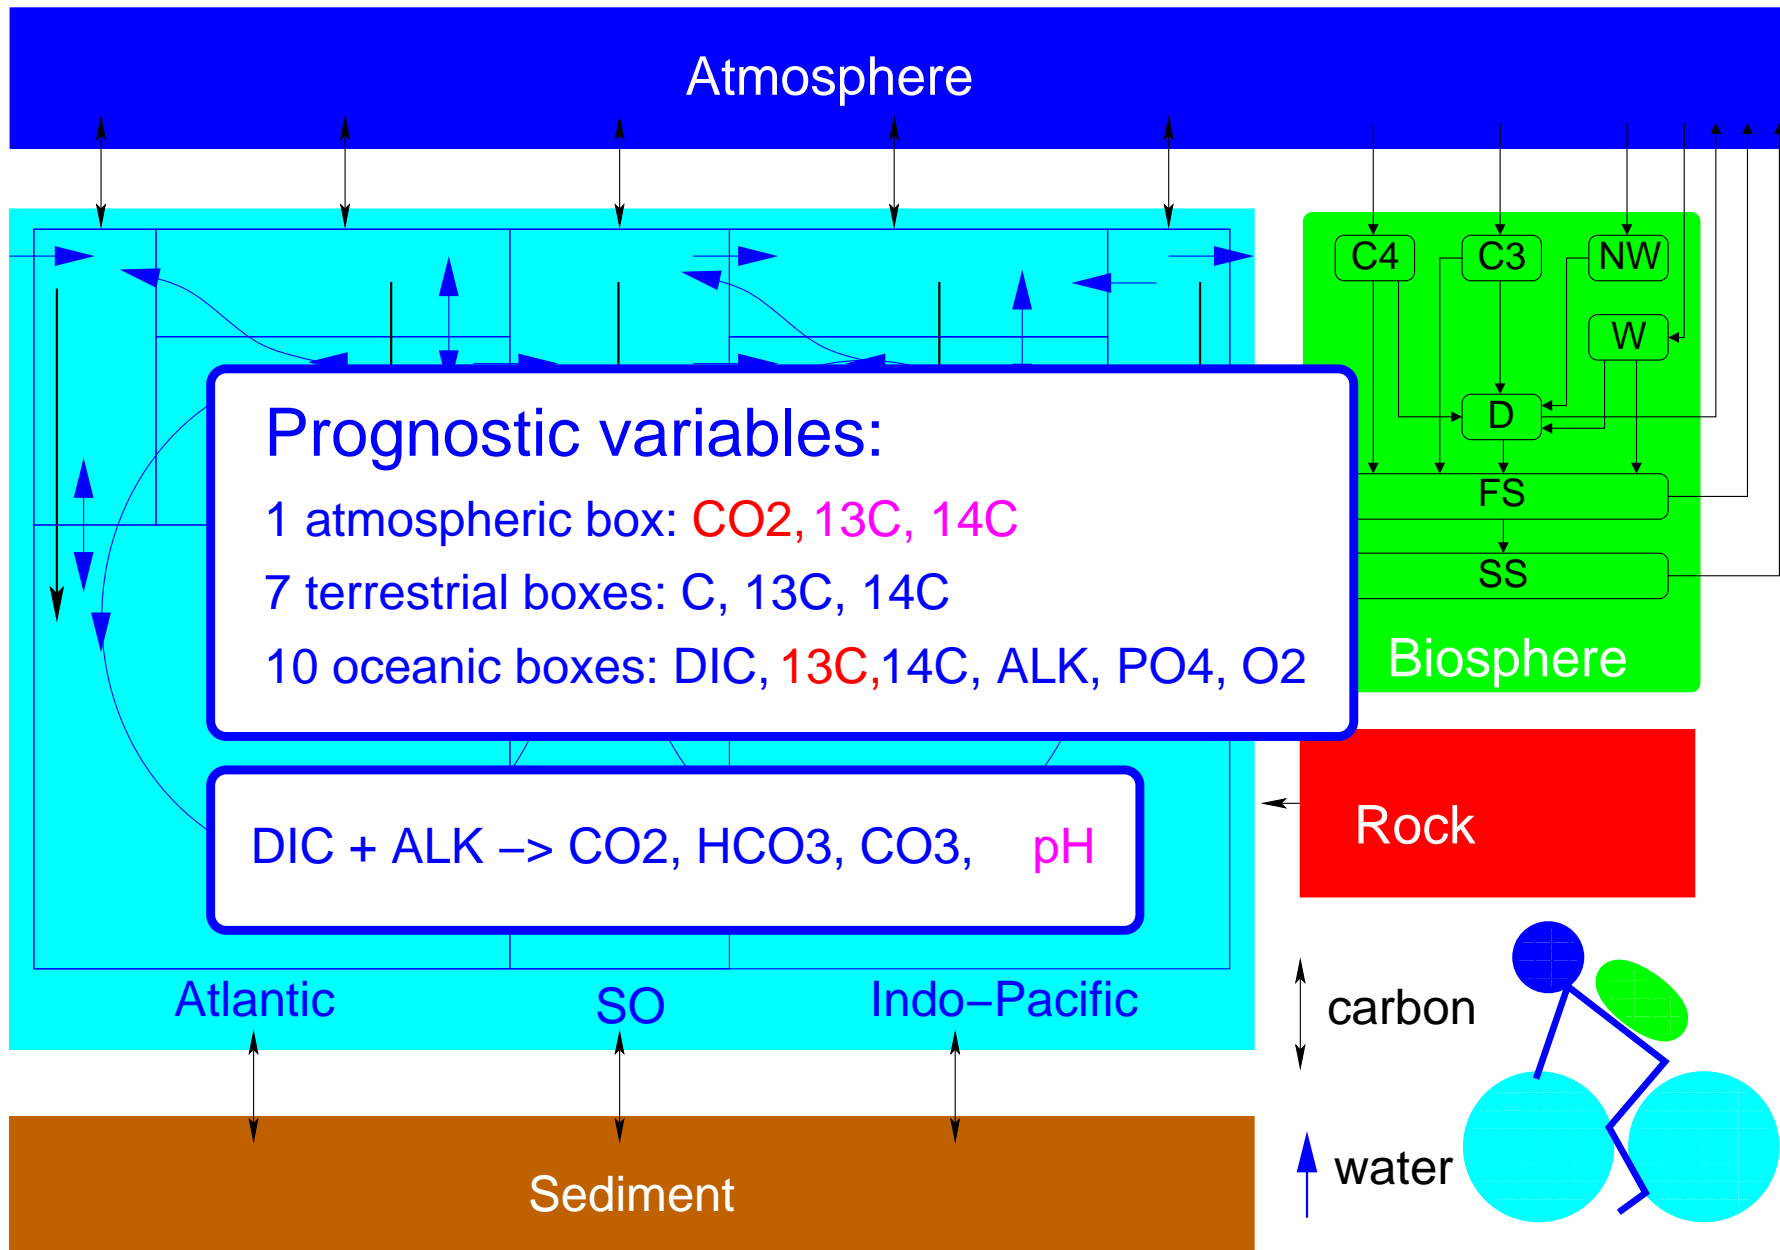 Atmosphere
C4
C3
NW
W
D
FS
SS
Biosphere
Prognostic variables:
1 atmospheric box: CO2, 13C, 14C
7 terrestrial boxes: C, 13C, 14C
10 oceanic boxes: DIC, 13C,14C, ALK, PO4, O2
DIC + ALK −> CO2, HCO3, CO3, pH
Rock
Atlantic
SO
Indo−Pacific
carbon
water
Sediment